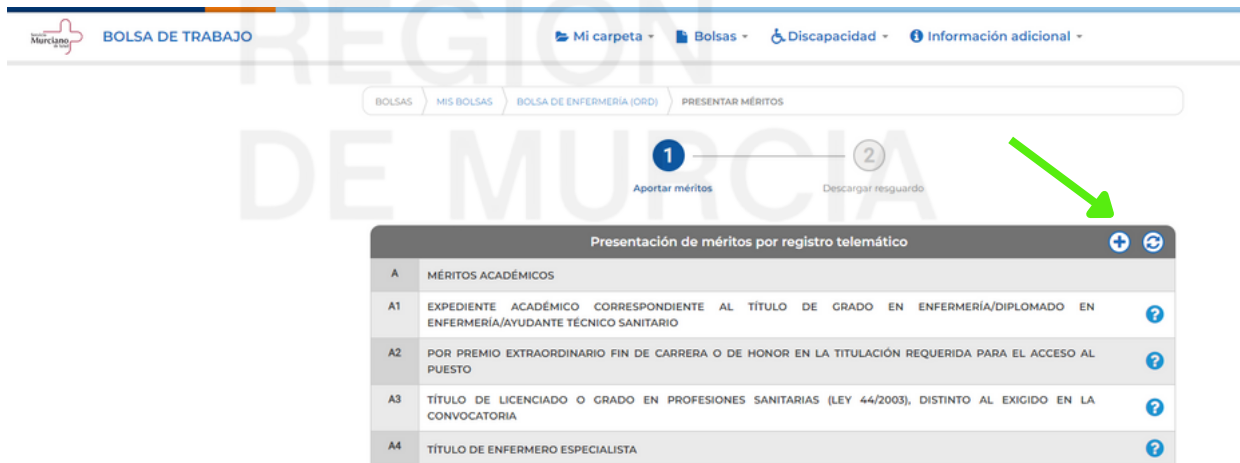 REGIÓN
DE MURCIA
Murciano
BOLSA DE TRABAJO
Mi carpeta
Bolsas
Discapacidad
Información adicional
BOLSAS
MIS BOLSAS
BOLSA DE ENFERMERÍA (ORD)
PRESENTAR MÉRITOS
1
2
Aportar méritos
Descargar resguardo
Presentación de méritos por registro telemático
A MÉRITOS ACADÉMICOS
A1 EXPEDIENTE ACADÉMICO CORRESPONDIENTE AL TÍTULO DE GRADO EN ENFERMERÍA/DIPLOMADO EN
ENFERMERÍA/AYUDANTE TÉCNICO SANITARIO
A2 POR PREMIO EXTRAORDINARIO FIN DE CARRERA O DE HONOR EN LA TITULACIÓN REQUERIDA PARA EL ACCESO AL
PUESTO
A3 TÍTULO DE LICENCIADO O GRADO EN PROFESIONES SANITARIAS (LEY 44/2003), DISTINTO AL EXIGIDO EN LA
CONVOCATORIA
A4 TÍTULO DE ENFERMERO ESPECIALISTA